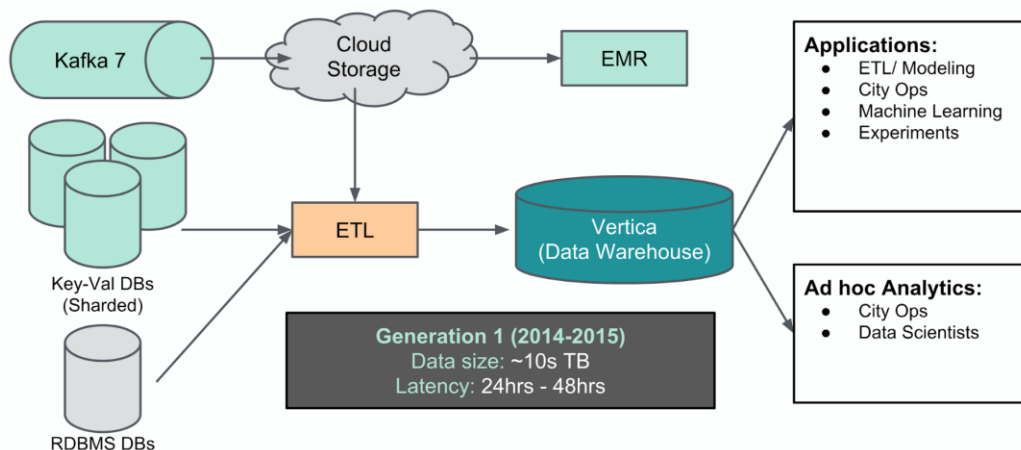 Kafka 7
Cloud
Storage
EMR
Applications:
● ETL/ Modeling
● City Ops
● Machine Learning
● Experiments
Key-Val DBs
(Sharded)
ETL
Vertica
(Data Warehouse)
Ad hoc Analytics:
● City Ops
● Data Scientists
Generation 1 (2014-2015)
Data size: ~10s TB
Latency: 24hrs - 48hrs
RDBMS DBs